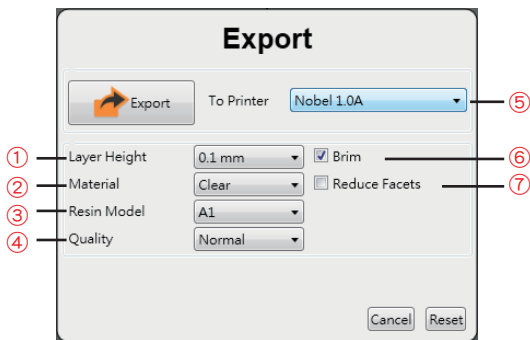 Export
Export To Printer Nobel 1.0A ⑤
① Layer Height 0.1 mm Brim ⑥
② Material Clear Reduce Facets ⑦
③ Resin Model A1
④ Quality Normal
Cancel Reset